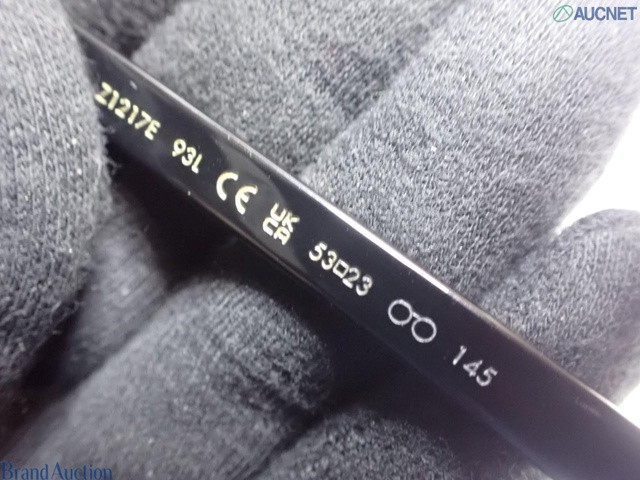 AUCNET
Z1217E 93L CE UK CA 53□23 145
Brand Auction